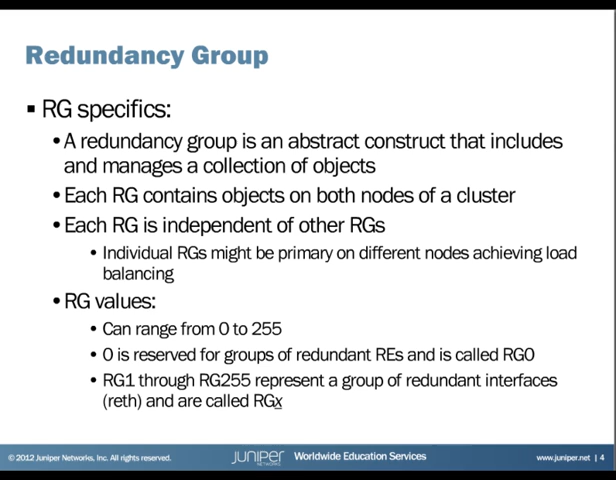 Redundancy Group
▪ RG specifics:
• A redundancy group is an abstract construct that includes
and manages a collection of objects
• Each RG contains objects on both nodes of a cluster
• Each RG is independent of other RGs
• Individual RGs might be primary on different nodes achieving load
balancing
• RG values:
• Can range from 0 to 255
• 0 is reserved for groups of redundant REs and is called RG0
• RG1 through RG255 represent a group of redundant interfaces
(reth) and are called RGx
© 2012 Juniper Networks, Inc. All rights reserved. JUNIPER NETWORKS Worldwide Education Services www.juniper.net | 4